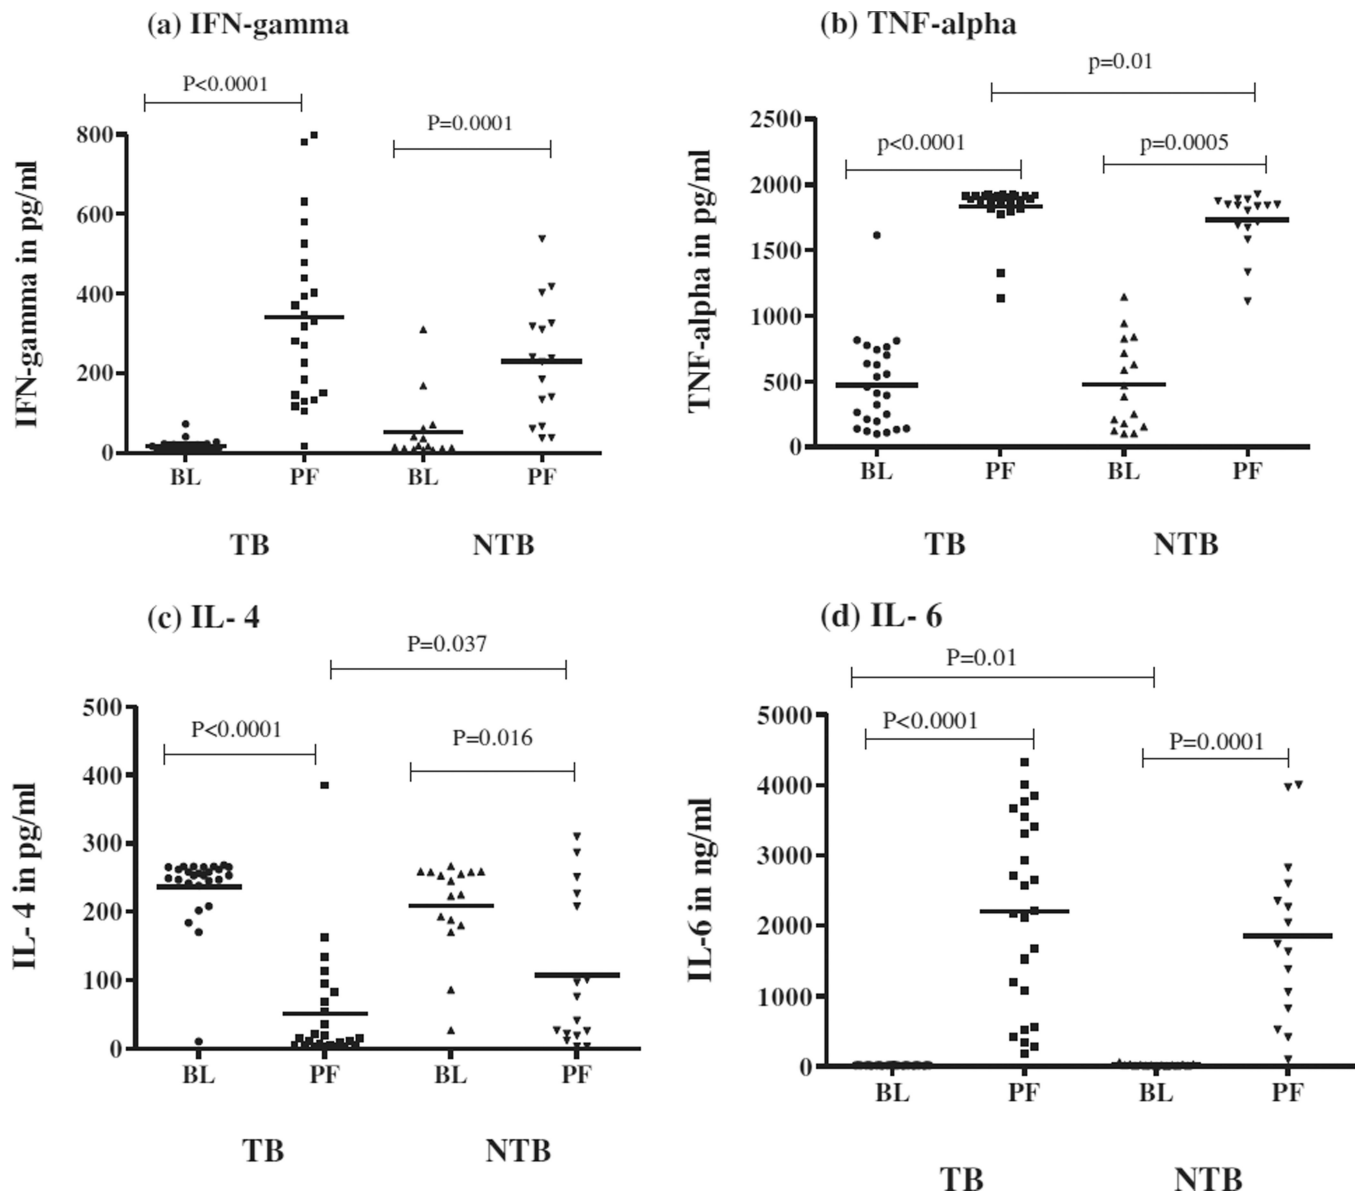 (a) IFN-gamma
P<0.0001
P=0.0001
IFN-gamma in pg/ml
800
600
400
200
0
BL PF BL PF
TB NTB
(b) TNF-alpha
p=0.01
p<0.0001
p=0.0005
TNF-alpha in pg/ml
2500
2000
1500
1000
500
0
BL PF BL PF
TB NTB
(c) IL- 4
P=0.037
P<0.0001
P=0.016
IL- 4 in pg/ml
500
400
300
200
100
0
BL PF BL PF
TB NTB
(d) IL- 6
P=0.01
P<0.0001
P=0.0001
IL-6 in ng/ml
5000
4000
3000
2000
1000
0
BL PF BL PF
TB NTB